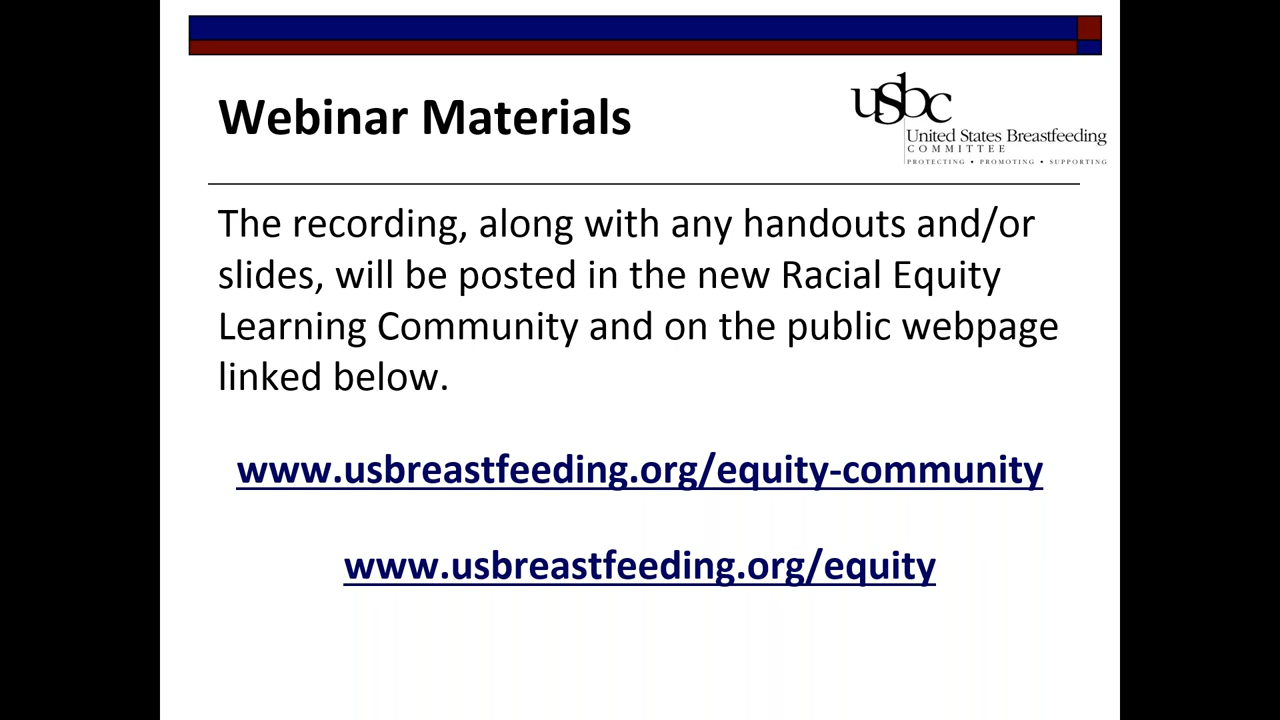 Webinar Materials
usbc
United States Breastfeeding
COMMITTEE
PROTECTING • PROMOTING • SUPPORTING
The recording, along with any handouts and/or
slides, will be posted in the new Racial Equity
Learning Community and on the public webpage
linked below.
www.usbreastfeeding.org/equity-community
www.usbreastfeeding.org/equity